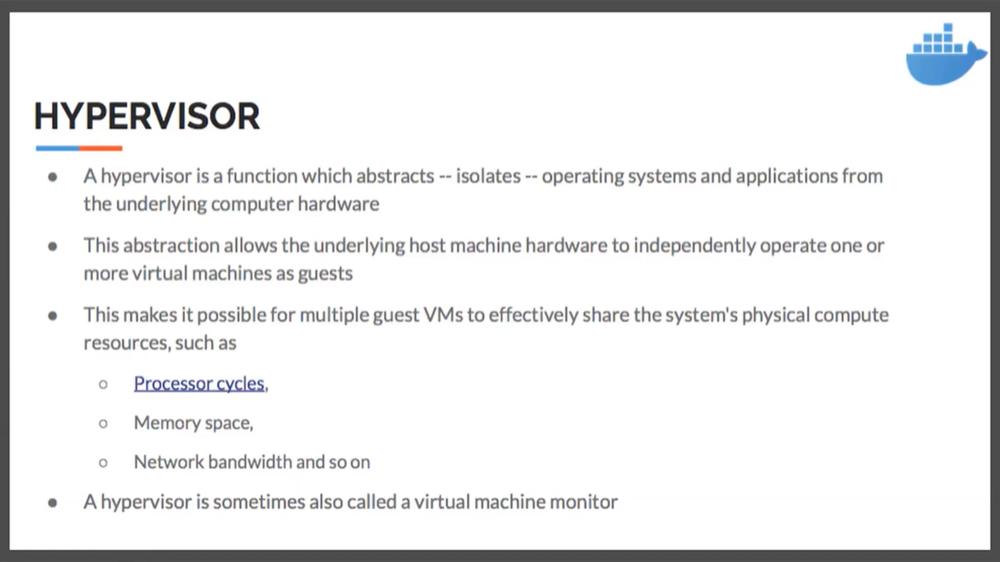 HYPERVISOR
● A hypervisor is a function which abstracts -- isolates -- operating systems and applications from
the underlying computer hardware
● This abstraction allows the underlying host machine hardware to independently operate one or
more virtual machines as guests
● This makes it possible for multiple guest VMs to effectively share the system's physical compute
resources, such as
○ Processor cycles,
○ Memory space,
○ Network bandwidth and so on
● A hypervisor is sometimes also called a virtual machine monitor